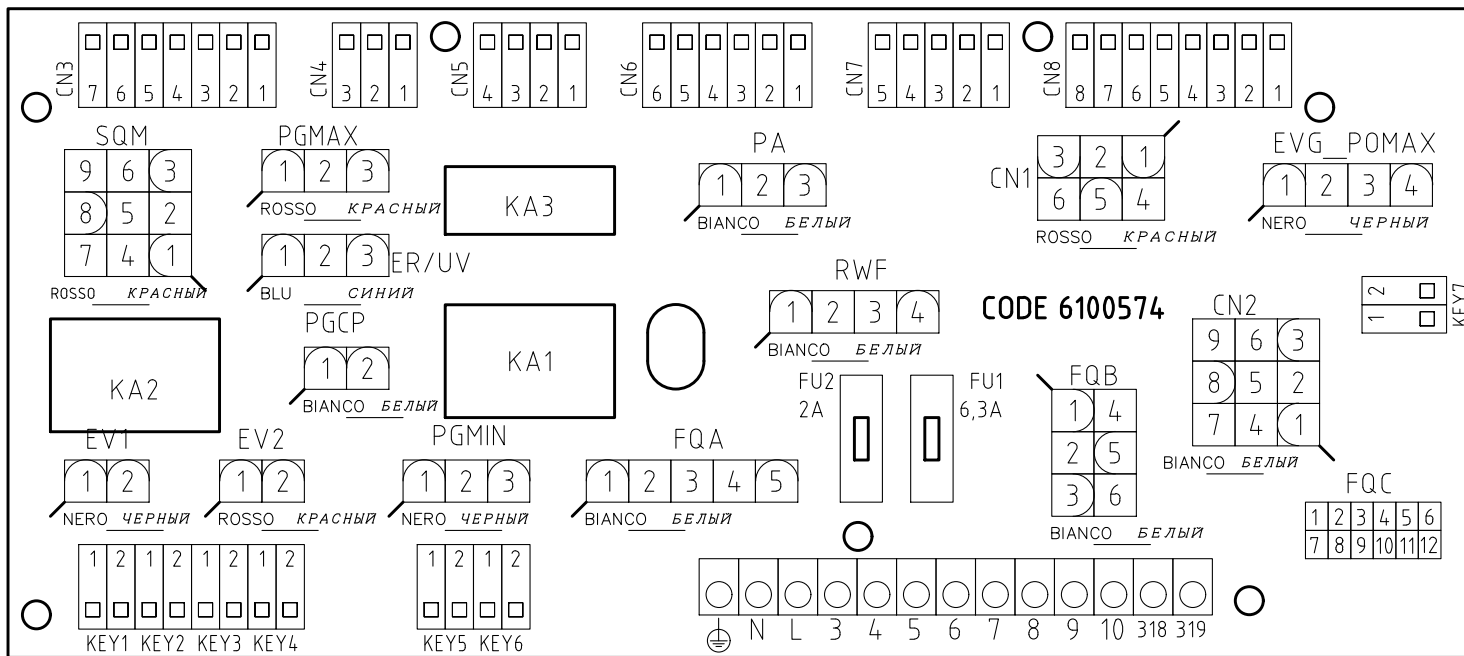 CN3 7 6 5 4 3 2 1
CN4 3 2 1
CN5 4 3 2 1
CN6 6 5 4 3 2 1
CN7 5 4 3 2 1
CN8 8 7 6 5 4 3 2 1
SQM
9 6 3
8 5 2
7 4 1
ROSSO КРАСНЫЙ
PGMAX
1 2 3
ROSSO КРАСНЫЙ
1 2 3 ER/UV
BLU СИНИЙ
PGCP
1 2
BIANCO БЕЛЫЙ
KA3
KA1
KA2
PA
1 2 3
BIANCO БЕЛЫЙ
CN1
3 2 1
6 5 4
ROSSO КРАСНЫЙ
EVG_POMAX
1 2 3 4
NERO ЧЕРНЫЙ
RWF
1 2 3 4
BIANCO БЕЛЫЙ
CODE 6100574
KEY7
2
1
CN2
9 6 3
8 5 2
7 4 1
BIANCO БЕЛЫЙ
FU2
2A
FU1
6,3A
FQB
1 4
2 5
3 6
BIANCO БЕЛЫЙ
EV1
1 2
NERO ЧЕРНЫЙ
EV2
1 2
ROSSO КРАСНЫЙ
PGMIN
1 2 3
NERO ЧЕРНЫЙ
FQA
1 2 3 4 5
BIANCO БЕЛЫЙ
FQC
1 2 3 4 5 6
7 8 9 10 11 12
1 2 1 2 1 2 1 2
KEY1 KEY2 KEY3 KEY4
1 2 1 2
KEY5 KEY6
N L 3 4 5 6 7 8 9 10 318 319